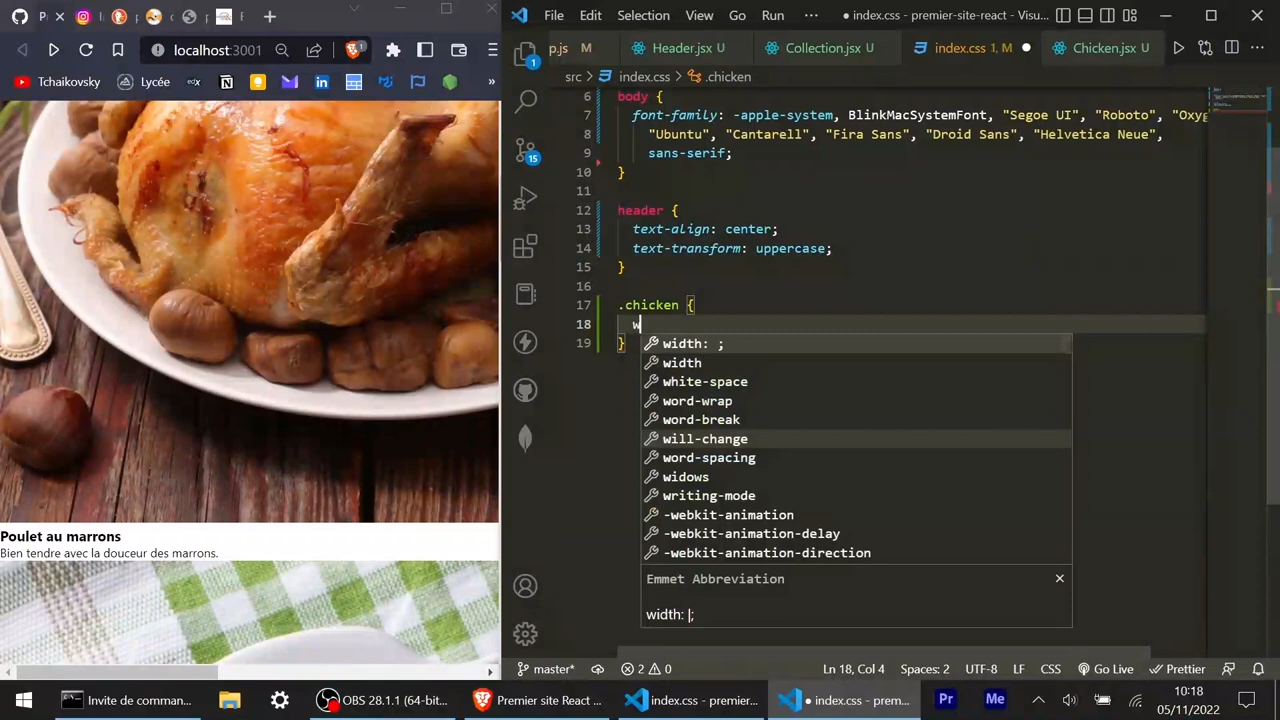 P
p
localhost:3001
1
Tchaikovsky
Lycée
edX
»
Poulet au marrons
Bien tendre avec la douceur des marrons.
File Edit Selection View Go Run ··· ● index.css - premier-site-react - Visu...
p.js M
Header.jsx U
Collection.jsx U
index.css 1, M ●
Chicken.jsx U
src > index.css > .chicken
1
15
6 body {
7 font-family: -apple-system, BlinkMacSystemFont, "Segoe UI", "Roboto", "Oxyg
8 "Ubuntu", "Cantarell", "Fira Sans", "Droid Sans", "Helvetica Neue",
9 sans-serif;
10 }
11
12 header {
13 text-align: center;
14 text-transform: uppercase;
15 }
16
17 .chicken {
18 w
19 }
width: ;
width
white-space
word-wrap
word-break
will-change
word-spacing
widows
writing-mode
-webkit-animation
-webkit-animation-delay
-webkit-animation-direction
Emmet Abbreviation
width: |;
master*
2 0
Ln 18, Col 4
Spaces: 2
UTF-8
LF
CSS
Go Live
Prettier
Invite de comman...
OBS 28.1.1 (64-bit...
Premier site React ...
index.css - premie...
● index.css - prem...
Pr
Me
10:18
05/11/2022